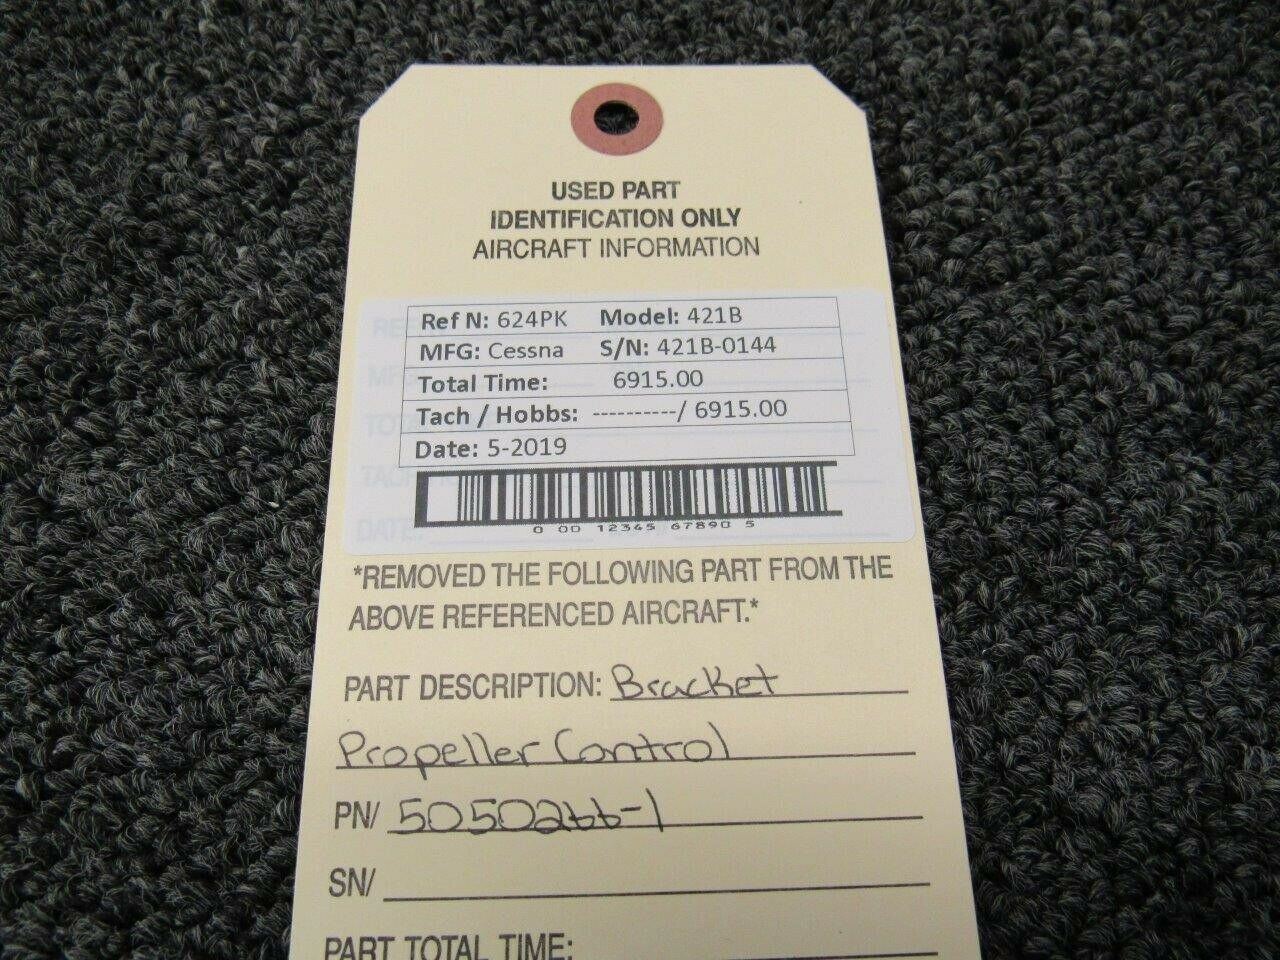 USED PART
IDENTIFICATION ONLY
AIRCRAFT INFORMATION
Ref N: 624PK Model: 421B
MFG: Cessna S/N: 421B-0144
Total Time: 6915.00
Tach / Hobbs: ----------/ 6915.00
Date: 5-2019
0 00 12345 67890 5
*REMOVED THE FOLLOWING PART FROM THE
ABOVE REFERENCED AIRCRAFT.*
PART DESCRIPTION: Bracket
Propeller Control
PN/ 5050266-1
SN/
PART TOTAL TIME: